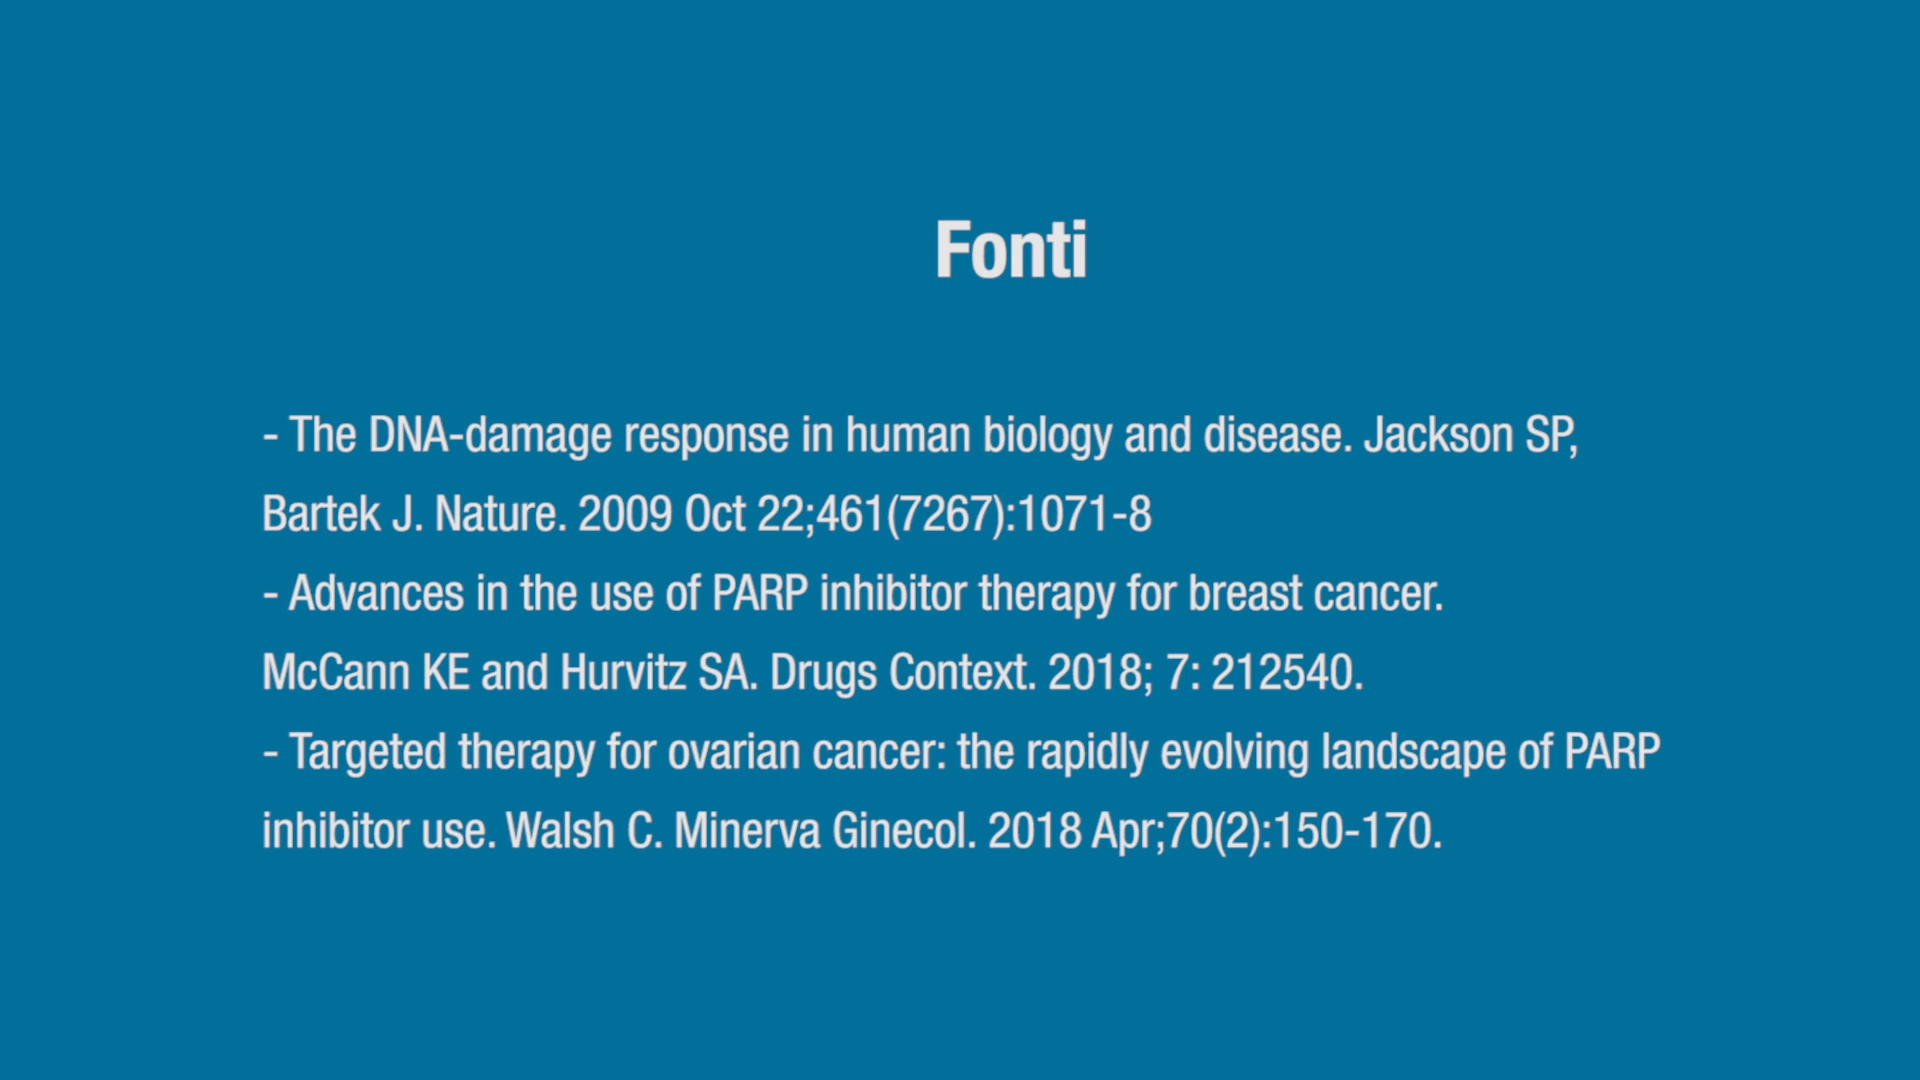 Fonti
- The DNA-damage response in human biology and disease. Jackson SP,
Bartek J. Nature. 2009 Oct 22;461(7267):1071-8
- Advances in the use of PARP inhibitor therapy for breast cancer.
McCann KE and Hurvitz SA. Drugs Context. 2018; 7: 212540.
- Targeted therapy for ovarian cancer: the rapidly evolving landscape of PARP
inhibitor use. Walsh C. Minerva Ginecol. 2018 Apr;70(2):150-170.